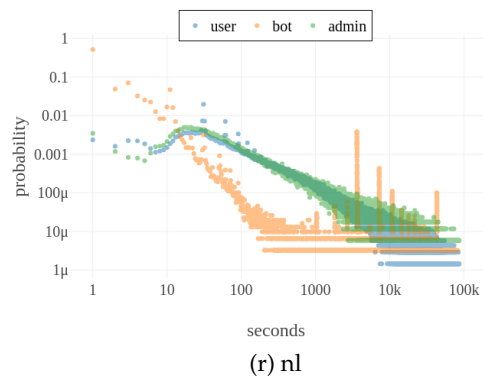 user bot admin
1
0.1
0.01
0.001
100μ
10μ
1μ
probability
1 10 100 1000 10k 100k
seconds
(r) nl